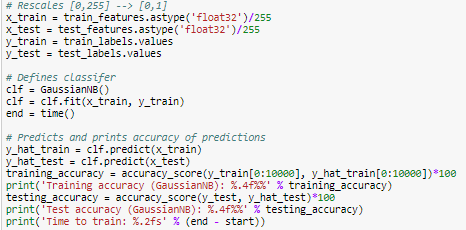 # Rescales [0,255] --> [0,1]
x_train = train_features.astype('float32')/255
x_test = test_features.astype('float32')/255
y_train = train_labels.values
y_test = test_labels.values
# Defines classifer
clf = GaussianNB()
clf = clf.fit(x_train, y_train)
end = time()
# Predicts and prints accuracy of predictions
y_hat_train = clf.predict(x_train)
y_hat_test = clf.predict(x_test)
training_accuracy = accuracy_score(y_train[0:10000], y_hat_train[0:10000])*100
print('Training accuracy (GaussianNB): %.4f%%' % training_accuracy)
testing_accuracy = accuracy_score(y_test, y_hat_test)*100
print('Test accuracy (GaussianNB): %.4f%%' % testing_accuracy)
print('Time to train: %.2fs' % (end - start))